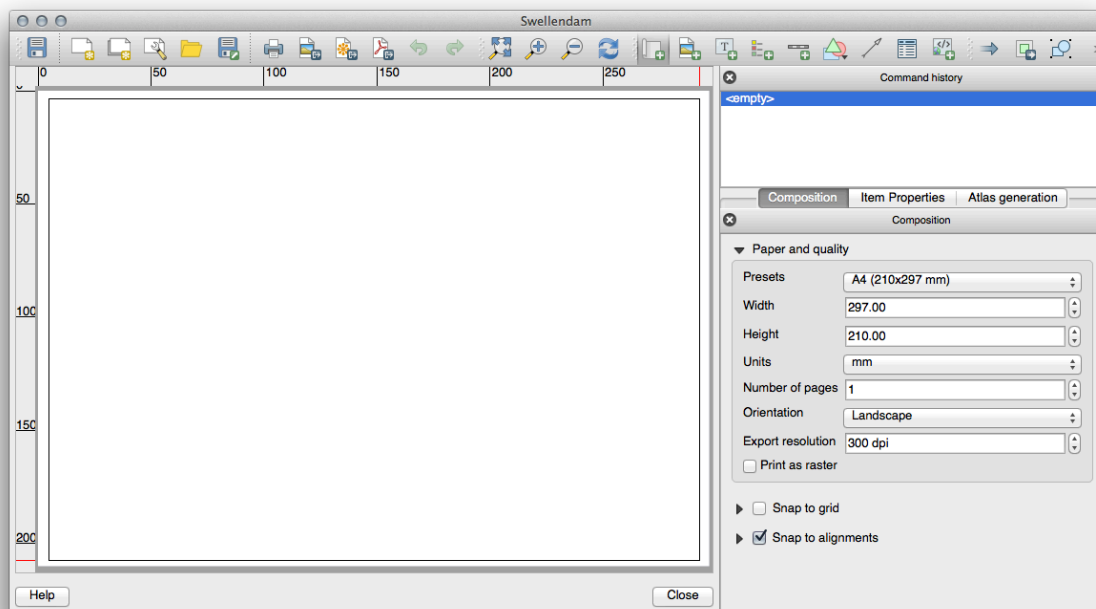 Swellendam
0 50 100 150 200 250
Command history
<empty>
50
100
150
200
Composition Item Properties Atlas generation
Composition
Paper and quality
Presets A4 (210x297 mm)
Width 297.00
Height 210.00
Units mm
Number of pages 1
Orientation Landscape
Export resolution 300 dpi
Print as raster
Snap to grid
Snap to alignments
Help Close